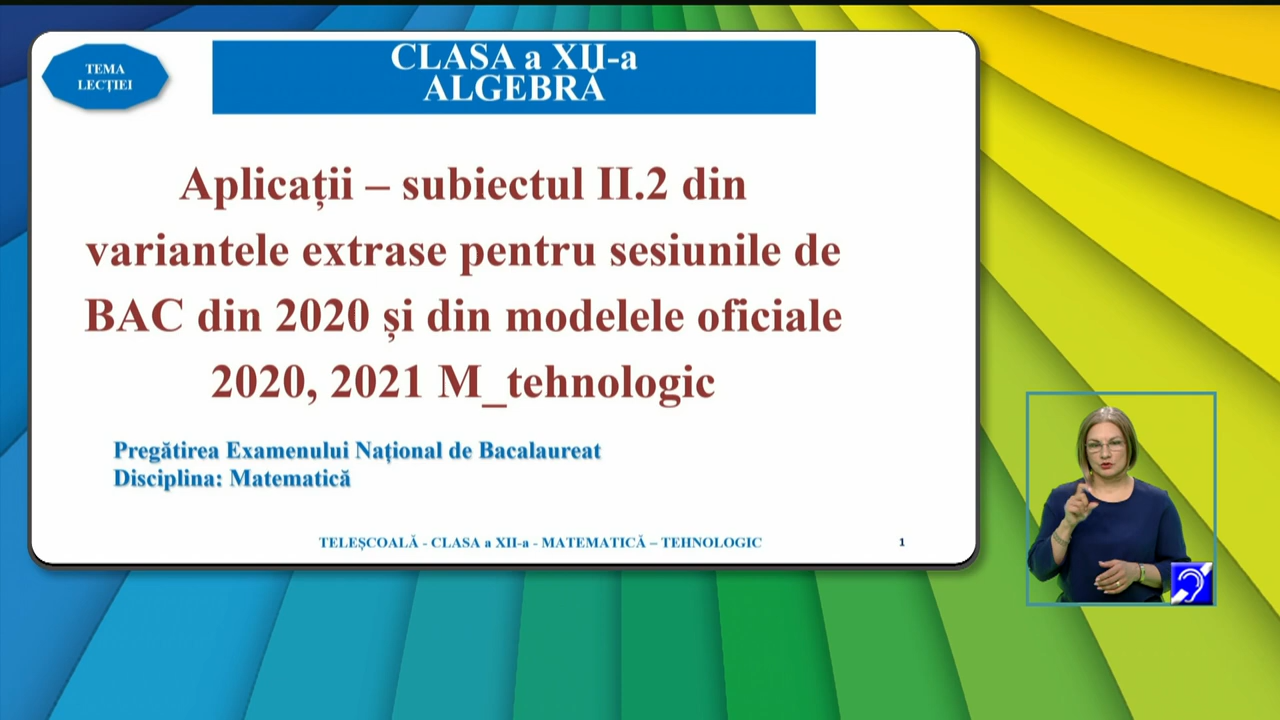 TEMA
LECȚIEI
CLASA a XII-a
ALGEBRĂ
Aplicații – subiectul II.2 din
variantele extrase pentru sesiunile de
BAC din 2020 și din modelele oficiale
2020, 2021 M_tehnologic
Pregătirea Examenului Național de Bacalaureat
Disciplina: Matematică
TELEȘCOALĂ - CLASA a XII-a - MATEMATICĂ – TEHNOLOGIC
1